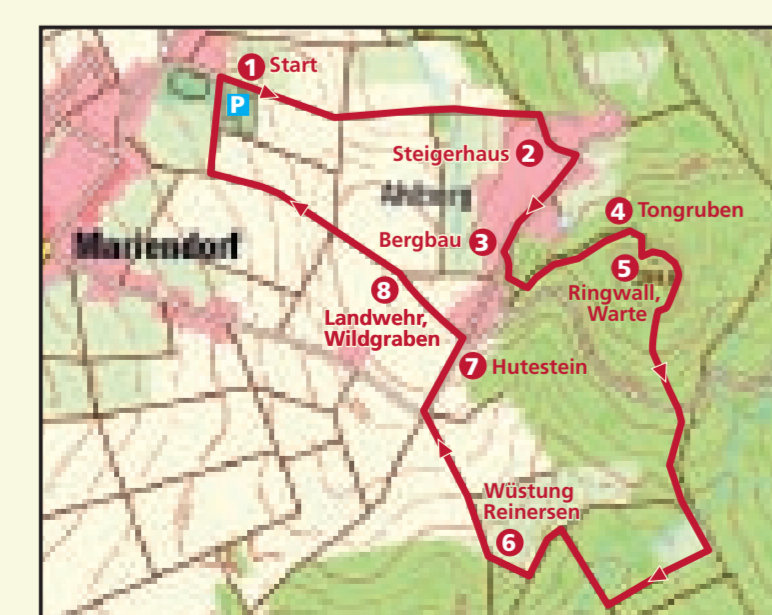 1 Start
P
Steigerhaus 2
Ahlberg
4 Tongruben
Mariendorf
Bergbau 3
5
Ringwall,
Warte
8
Landwehr,
Wildgraben
7 Hutestein
Wüstung
Reinersen
6